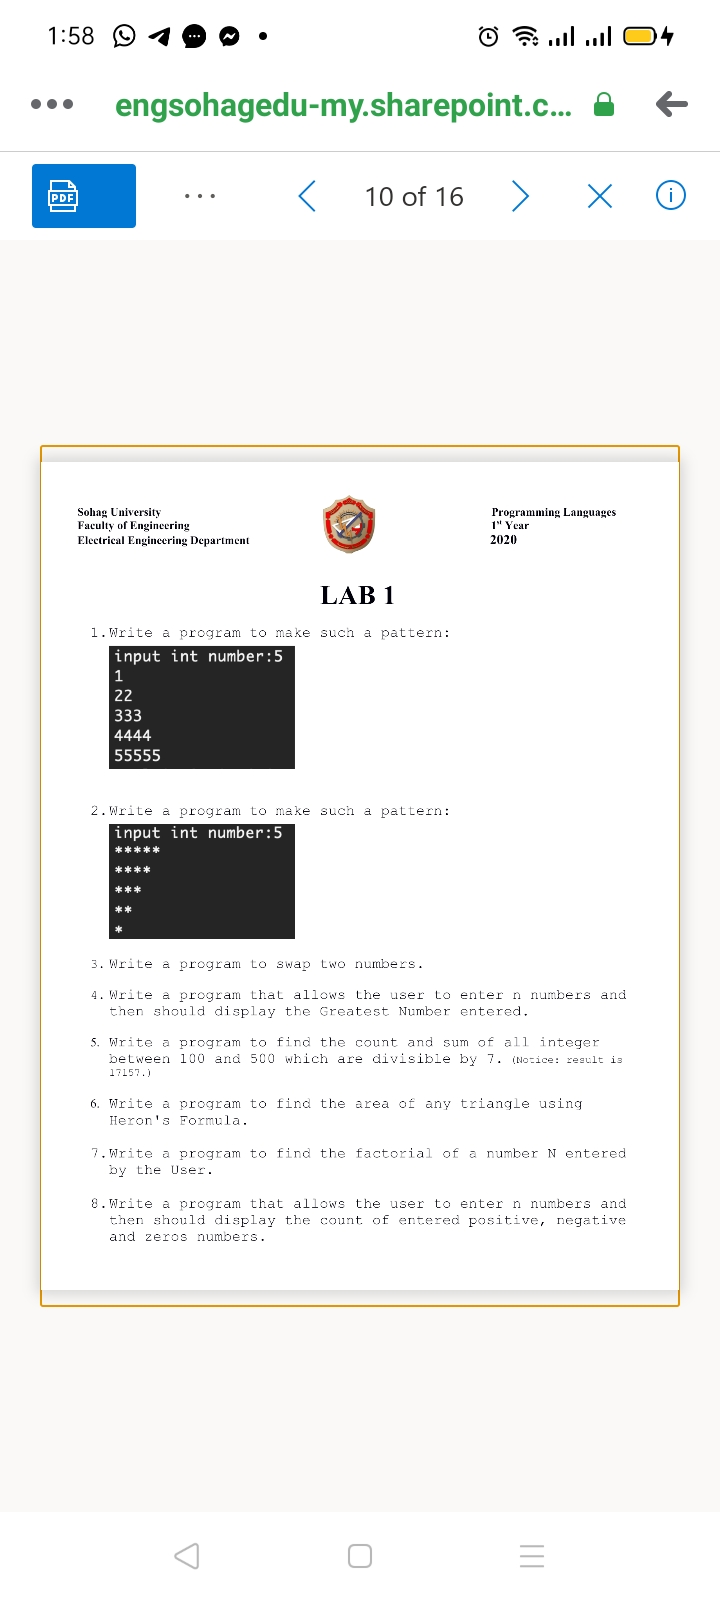 1:58
engsohagedu-my.sharepoint.c...
PDF
... 10 of 16
Sohag University
Faculty of Engineering
Electrical Engineering Department
Programming Languages
1st Year
2020
LAB 1
1. Write a program to make such a pattern:
input int number:5
1
22
333
4444
55555
2. Write a program to make such a pattern:
input int number:5
*****
****
***
**
*
3. Write a program to swap two numbers.
4. Write a program that allows the user to enter n numbers and
then should display the Greatest Number entered.
5. Write a program to find the count and sum of all integer
between 100 and 500 which are divisible by 7. (Notice: result is
17157.)
6. Write a program to find the area of any triangle using
Heron's Formula.
7. Write a program to find the factorial of a number N entered
by the User.
8. Write a program that allows the user to enter n numbers and
then should display the count of entered positive, negative
and zeros numbers.